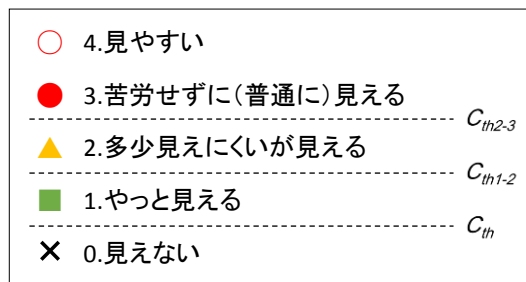 4.見やすい
3.苦労せずに(普通に)見える
Cth2-3
2.多少見えにくいが見える
Cth1-2
1.やっと見える
Cth
0.見えない